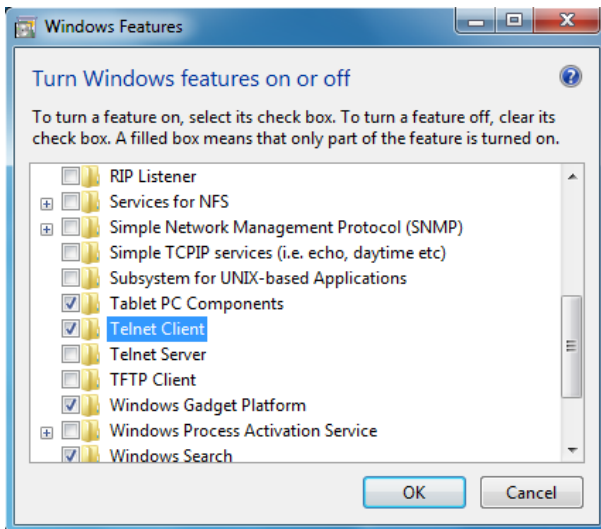 Windows Features
Turn Windows features on or off
To turn a feature on, select its check box. To turn a feature off, clear its
check box. A filled box means that only part of the feature is turned on.
RIP Listener
Services for NFS
Simple Network Management Protocol (SNMP)
Simple TCPIP services (i.e. echo, daytime etc)
Subsystem for UNIX-based Applications
Tablet PC Components
Telnet Client
Telnet Server
TFTP Client
Windows Gadget Platform
Windows Process Activation Service
Windows Search
OK Cancel